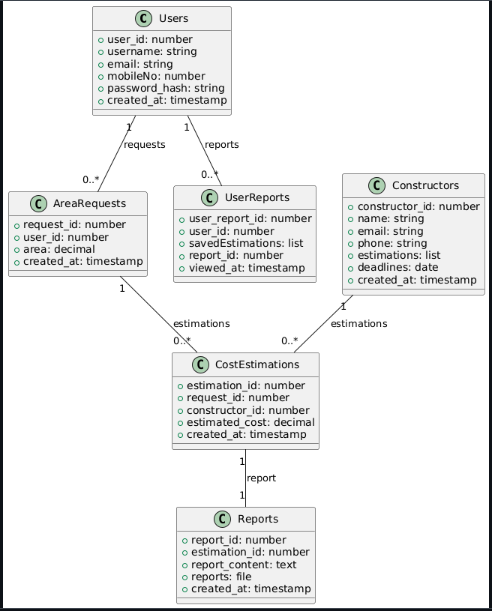 C Users
user_id: number
username: string
email: string
mobileNo: number
password_hash: string
created_at: timestamp
1
requests
0..*
1
reports
0..*
C AreaRequests
request_id: number
user_id: number
area: decimal
created_at: timestamp
C UserReports
user_report_id: number
user_id: number
savedEstimations: list
report_id: number
viewed_at: timestamp
C Constructors
constructor_id: number
name: string
email: string
phone: string
estimations: list
deadlines: date
created_at: timestamp
1
estimations
0..*
1
estimations
0..*
C CostEstimations
estimation_id: number
request_id: number
constructor_id: number
estimated_cost: decimal
created_at: timestamp
1
report
1
C Reports
report_id: number
estimation_id: number
report_content: text
reports: file
created_at: timestamp